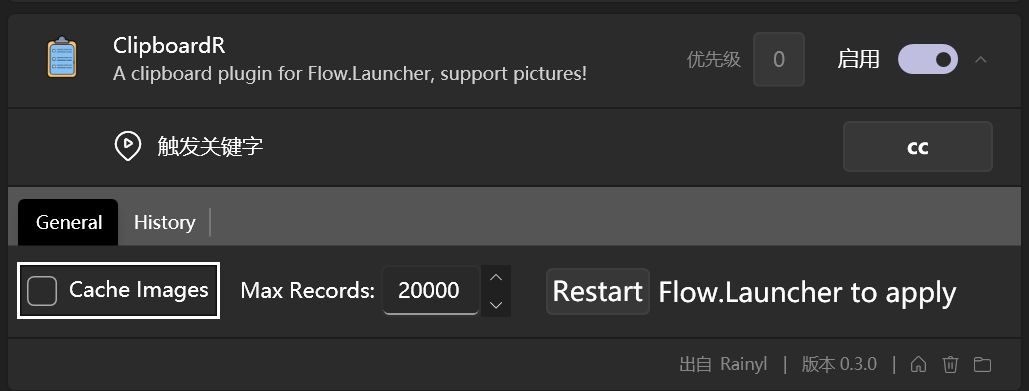 ClipboardR
A clipboard plugin for Flow.Launcher, support pictures!
优先级 0 启用
触发关键字 cc
General History
Cache Images Max Records: 20000 Restart Flow.Launcher to apply
出自 Rainyl | 版本 0.3.0 |